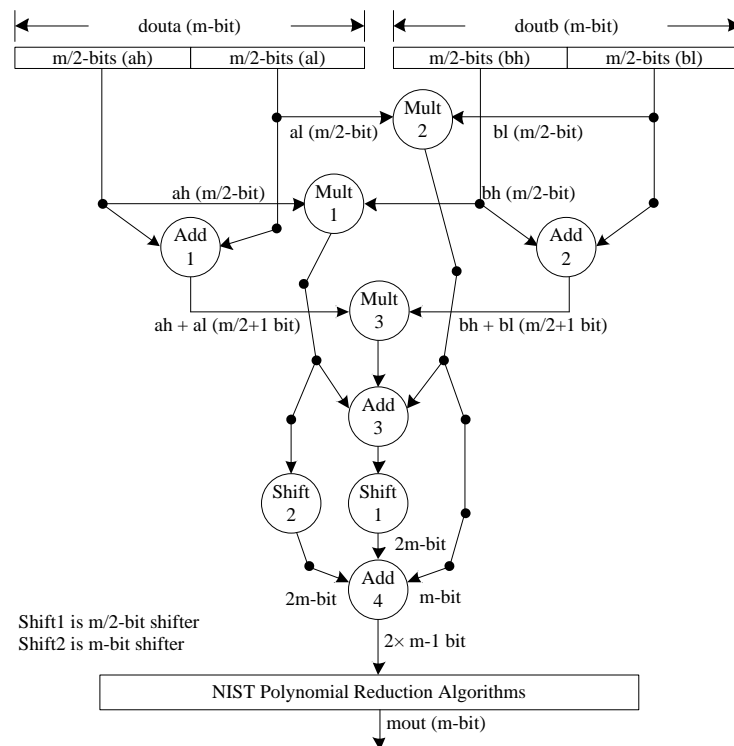 douta (m-bit) doutb (m-bit)
m/2-bits (ah) m/2-bits (al) m/2-bits (bh) m/2-bits (bl)
Mult
2
al (m/2-bit) bl (m/2-bit)
ah (m/2-bit) Mult
1
bh (m/2-bit)
Add
1
Add
2
Mult
3
ah + al (m/2+1 bit) bh + bl (m/2+1 bit)
Add
3
Shift
2
Shift
1
2m-bit
Add
4
2m-bit m-bit
Shift1 is m/2-bit shifter
Shift2 is m-bit shifter
2× m-1 bit
NIST Polynomial Reduction Algorithms
mout (m-bit)